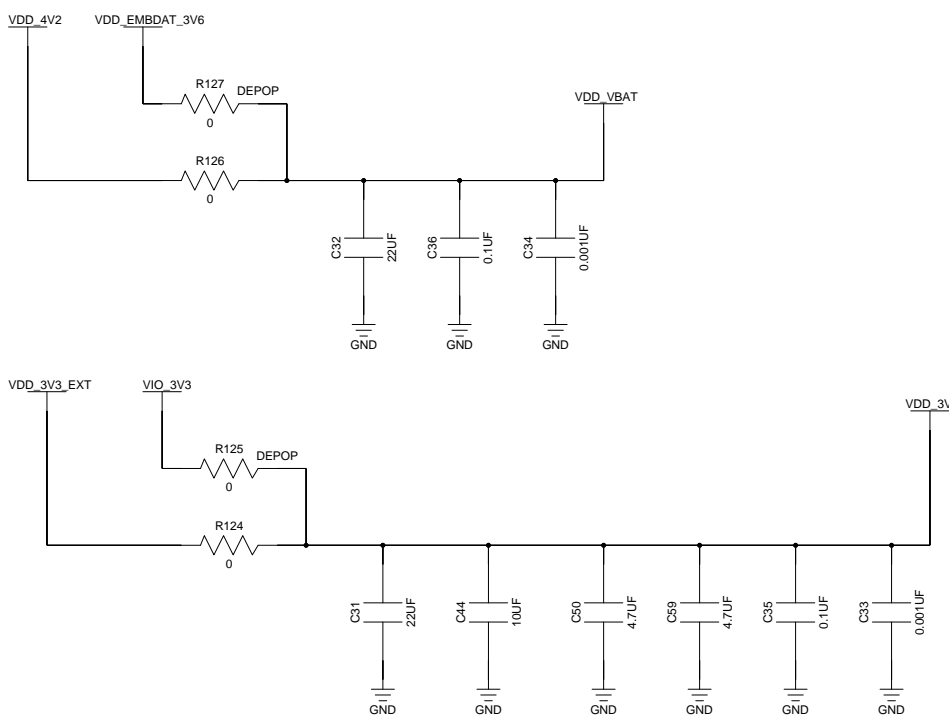 VDD_4V2
VDD_EMBDAT_3V6
R127
DEPOP
0
VDD_VBAT
R126
0
C32
22UF
C36
0.1UF
C34
0.001UF
GND
GND
GND
VDD_3V3_EXT
VIO_3V3
VDD_3V
R125
DEPOP
0
R124
0
C31
22UF
C44
10UF
C50
4.7UF
C59
4.7UF
C35
0.1UF
C33
0.001UF
GND
GND
GND
GND
GND
GND